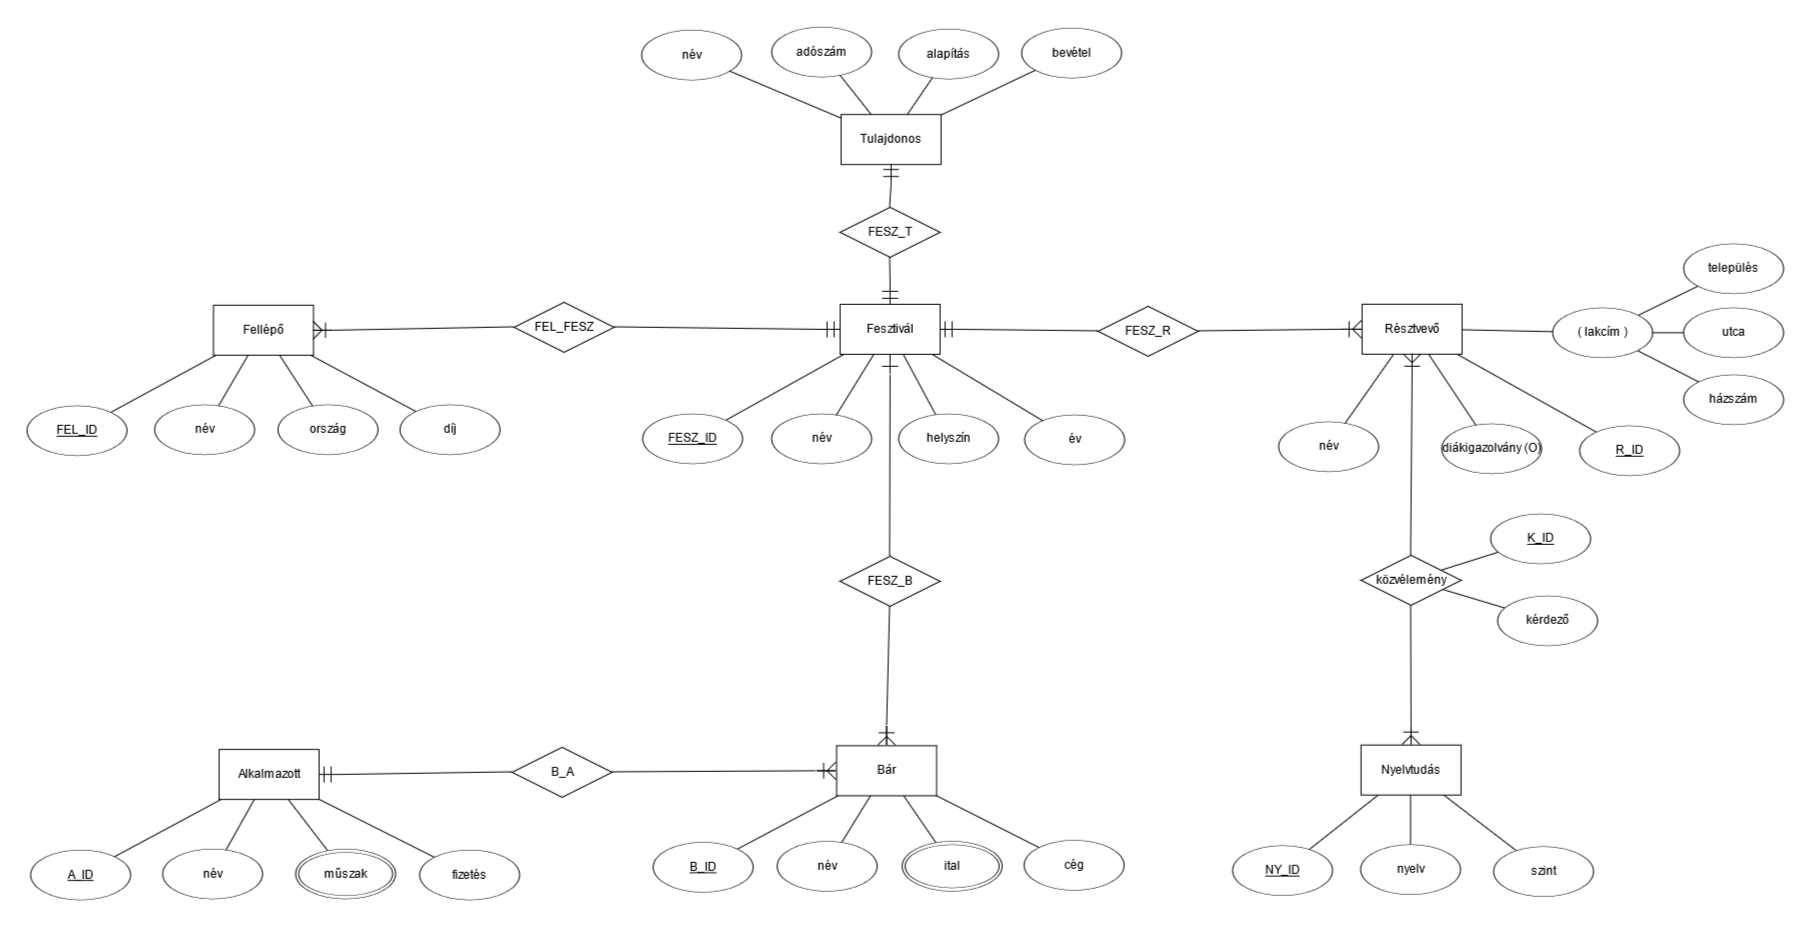 név
adószám
alapítás
bevétel
Tulajdonos
FESZ_T
Fellépő
FEL_FESZ
Fesztivál
FESZ_R
Résztvevő
( lakcím )
település
utca
házszám
FEL_ID
név
ország
díj
FESZ_ID
név
helyszín
év
név
diákigazolvány (O)
R_ID
K_ID
FESZ_B
közvélemény
kérdező
Alkalmazott
B_A
Bár
Nyelvtudás
A_ID
név
műszak
fizetés
B_ID
név
ital
cég
NY_ID
nyelv
szint